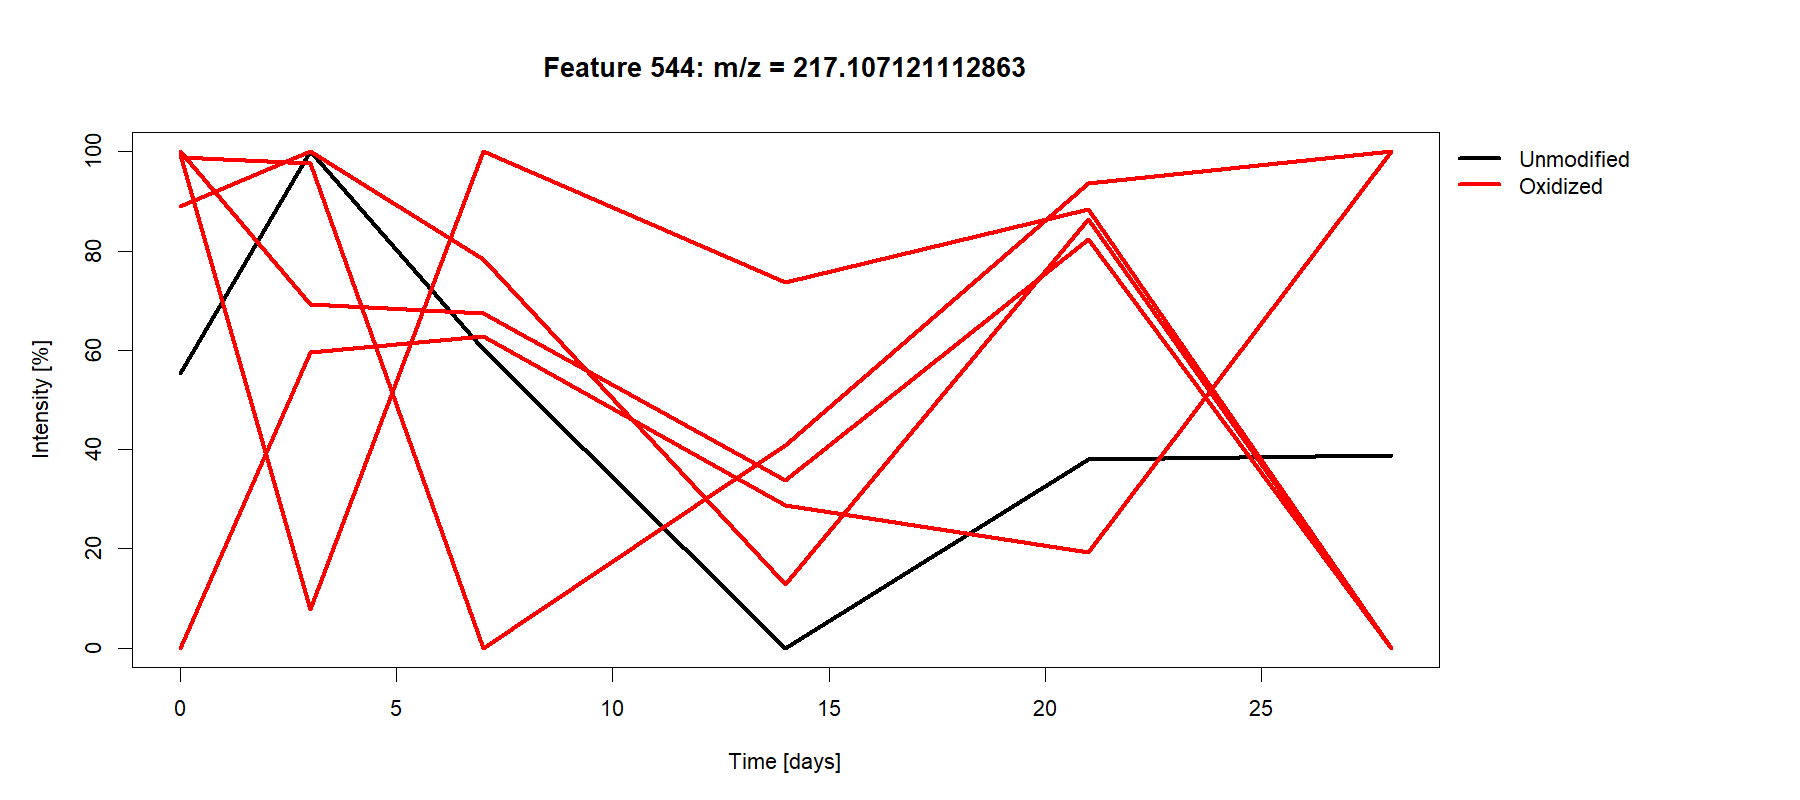 Feature 544: m/z = 217.107121112863
Unmodified
Oxidized
Intensity [%]
100
80
60
40
20
0
0 5 10 15 20 25
Time [days]